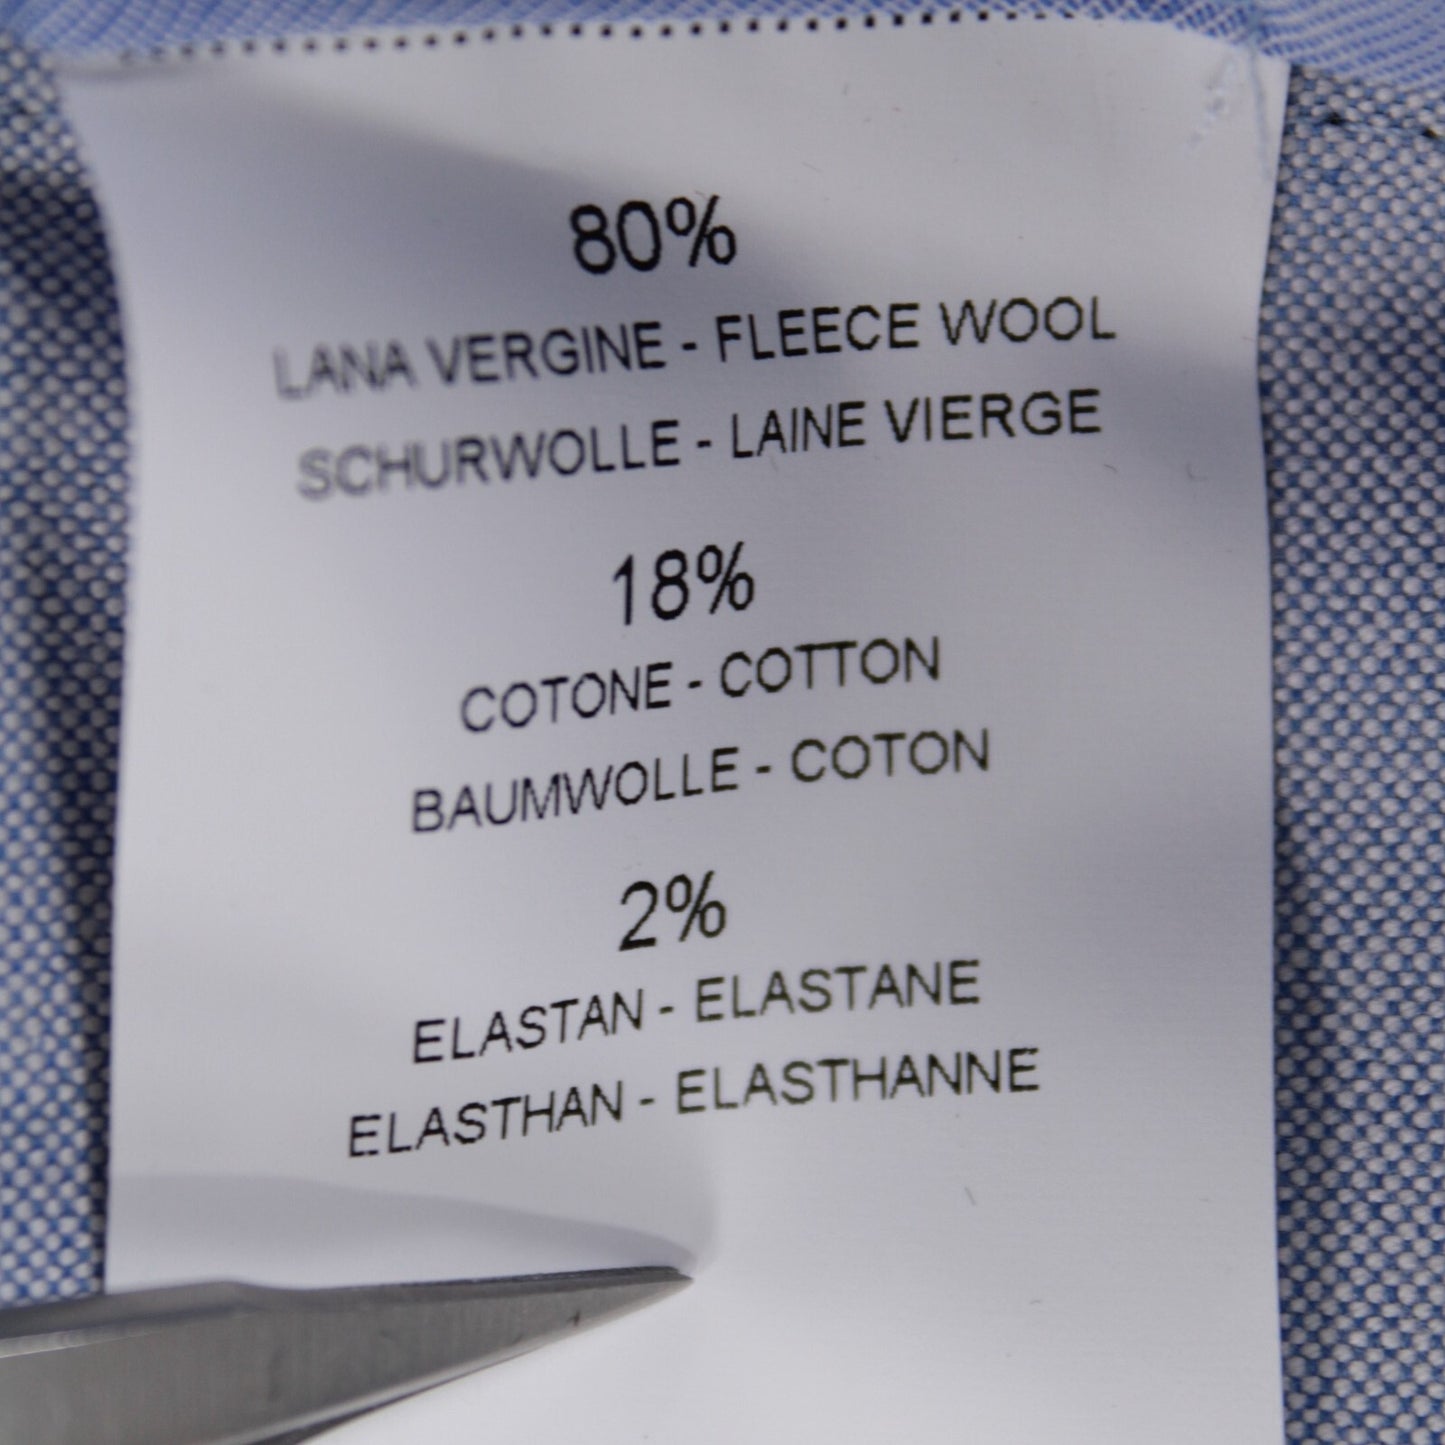 80%
LANA VERGINE - FLEECE WOOL
SCHURWOLLE - LAINE VIERGE
18%
COTONE - COTTON
BAUMWOLLE - COTON
2%
ELASTAN - ELASTANE
ELASTHAN - ELASTHANNE